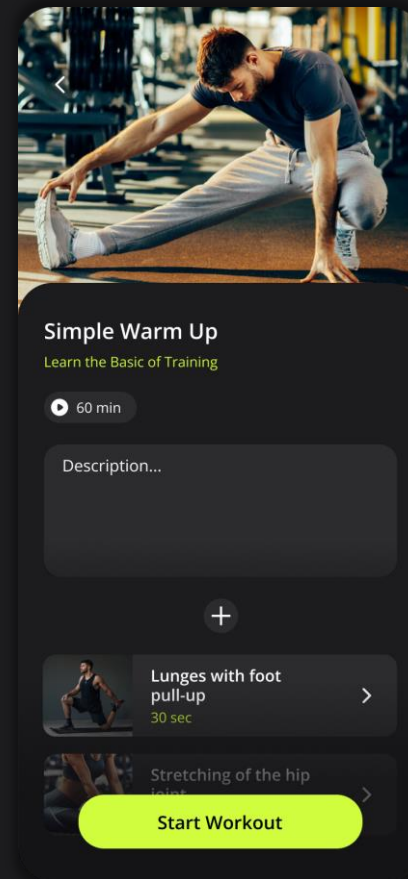 Simple Warm Up
Learn the Basic of Training
60 min
Description...
Lunges with foot
pull-up
30 sec
Stretching of the hip
joint
Start Workout